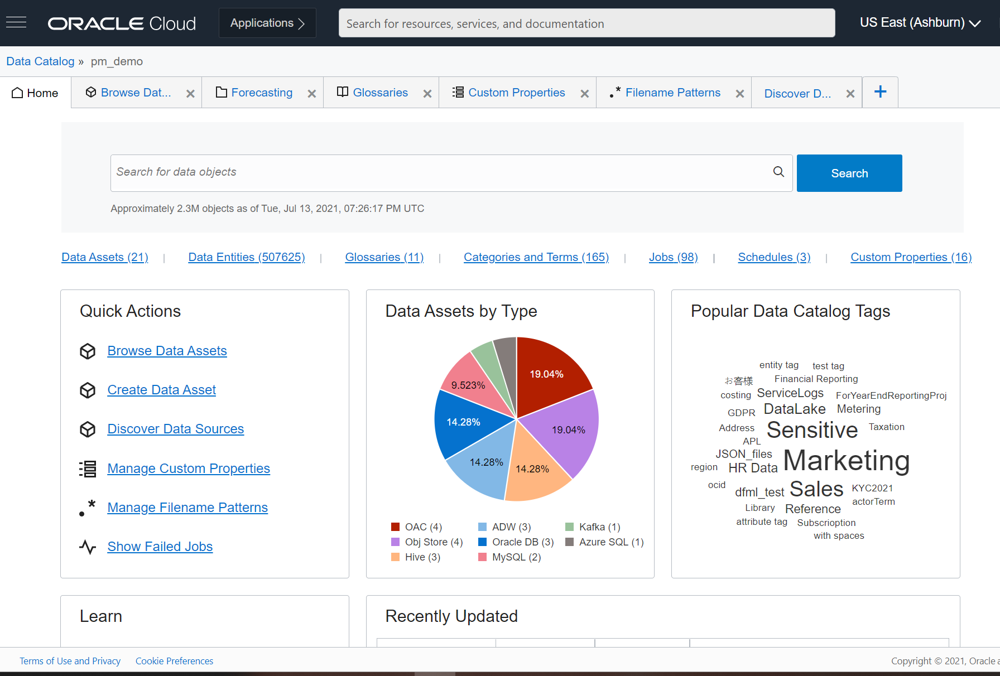 ORACLE Cloud
Applications
Search for resources, services, and documentation
US East (Ashburn)
Data Catalog » pm_demo
Home
Browse Dat...
Forecasting
Glossaries
Custom Properties
Filename Patterns
Discover D...
Search for data objects
Search
Approximately 2.3M objects as of Tue, Jul 13, 2021, 07:26:17 PM UTC
Data Assets (21) | Data Entities (507625) | Glossaries (11) | Categories and Terms (165) | Jobs (98) | Schedules (3) | Custom Properties (16)
Quick Actions
Browse Data Assets
Create Data Asset
Discover Data Sources
Manage Custom Properties
Manage Filename Patterns
Show Failed Jobs
Data Assets by Type
19.04%
19.04%
14.28%
14.28%
14.28%
9.523%
OAC (4)
Obj Store (4)
Hive (3)
ADW (3)
Oracle DB (3)
MySQL (2)
Kafka (1)
Azure SQL (1)
Popular Data Catalog Tags
entity tag test tag
お客様 Financial Reporting
costing ServiceLogs ForYearEndReportingProj
GDPR DataLake Metering
Address Sensitive Taxation
APL
JSON_files Marketing
region HR Data
ocid dfml_test Sales KYC2021
actorTerm
Library Reference
attribute tag Subscrioption
with spaces
Learn
Recently Updated
Terms of Use and Privacy Cookie Preferences
Copyright © 2021, Oracle a